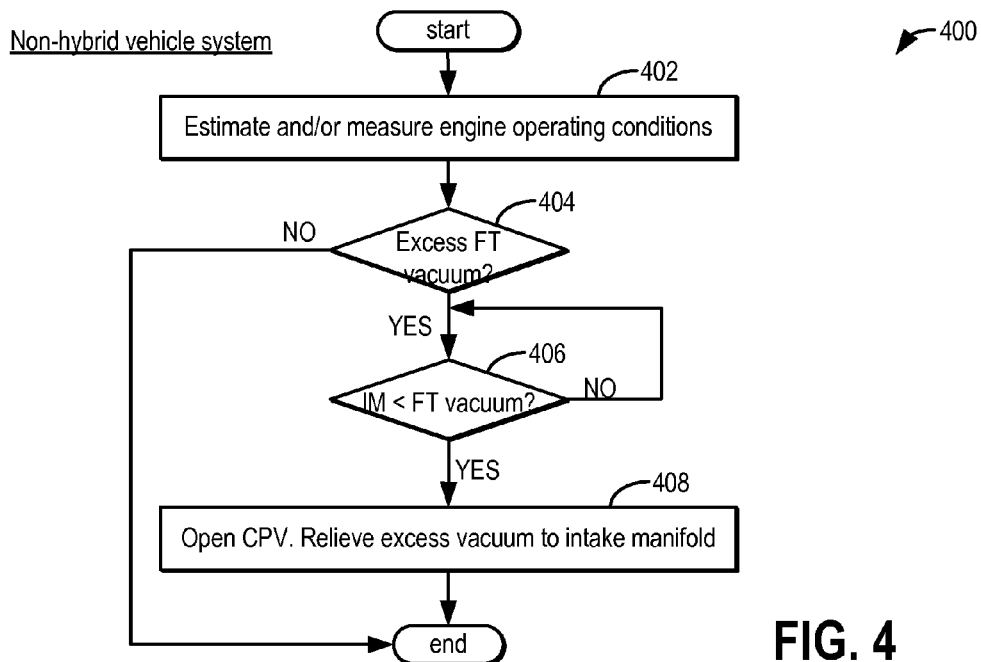 Non-hybrid vehicle system
start
400
402
Estimate and/or measure engine operating conditions
404
NO
Excess FT
vacuum?
YES
406
IM < FT vacuum?
NO
YES
408
Open CPV. Relieve excess vacuum to intake manifold
end
FIG. 4